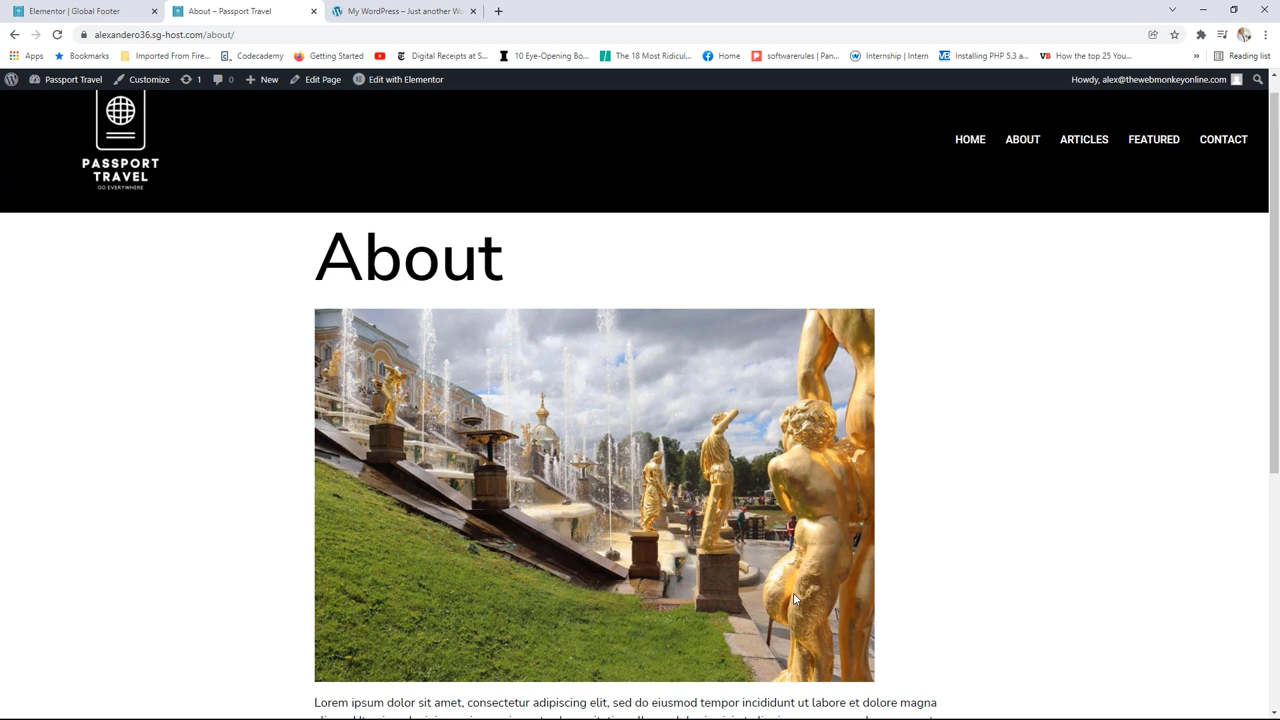 Elementor | Global Footer
About – Passport Travel
My WordPress – Just another Wo
alexandero36.sg-host.com/about/
Apps
Bookmarks
Imported From Fire...
Codecademy
Getting Started
Digital Receipts at S...
10 Eye-Opening Bo...
The 18 Most Ridicul...
Home
softwarerules | Pan...
Internship | Intern
Installing PHP 5.3 a...
How the top 25 You...
»
Reading list
Passport Travel
Customize
1
0
New
Edit Page
Edit with Elementor
Howdy, alex@thewebmonkeyonline.com
PASSPORT
TRAVEL
GO EVERYWHERE
HOME
ABOUT
ARTICLES
FEATURED
CONTACT
About
Lorem ipsum dolor sit amet, consectetur adipiscing elit, sed do eiusmod tempor incididunt ut labore et dolore magna